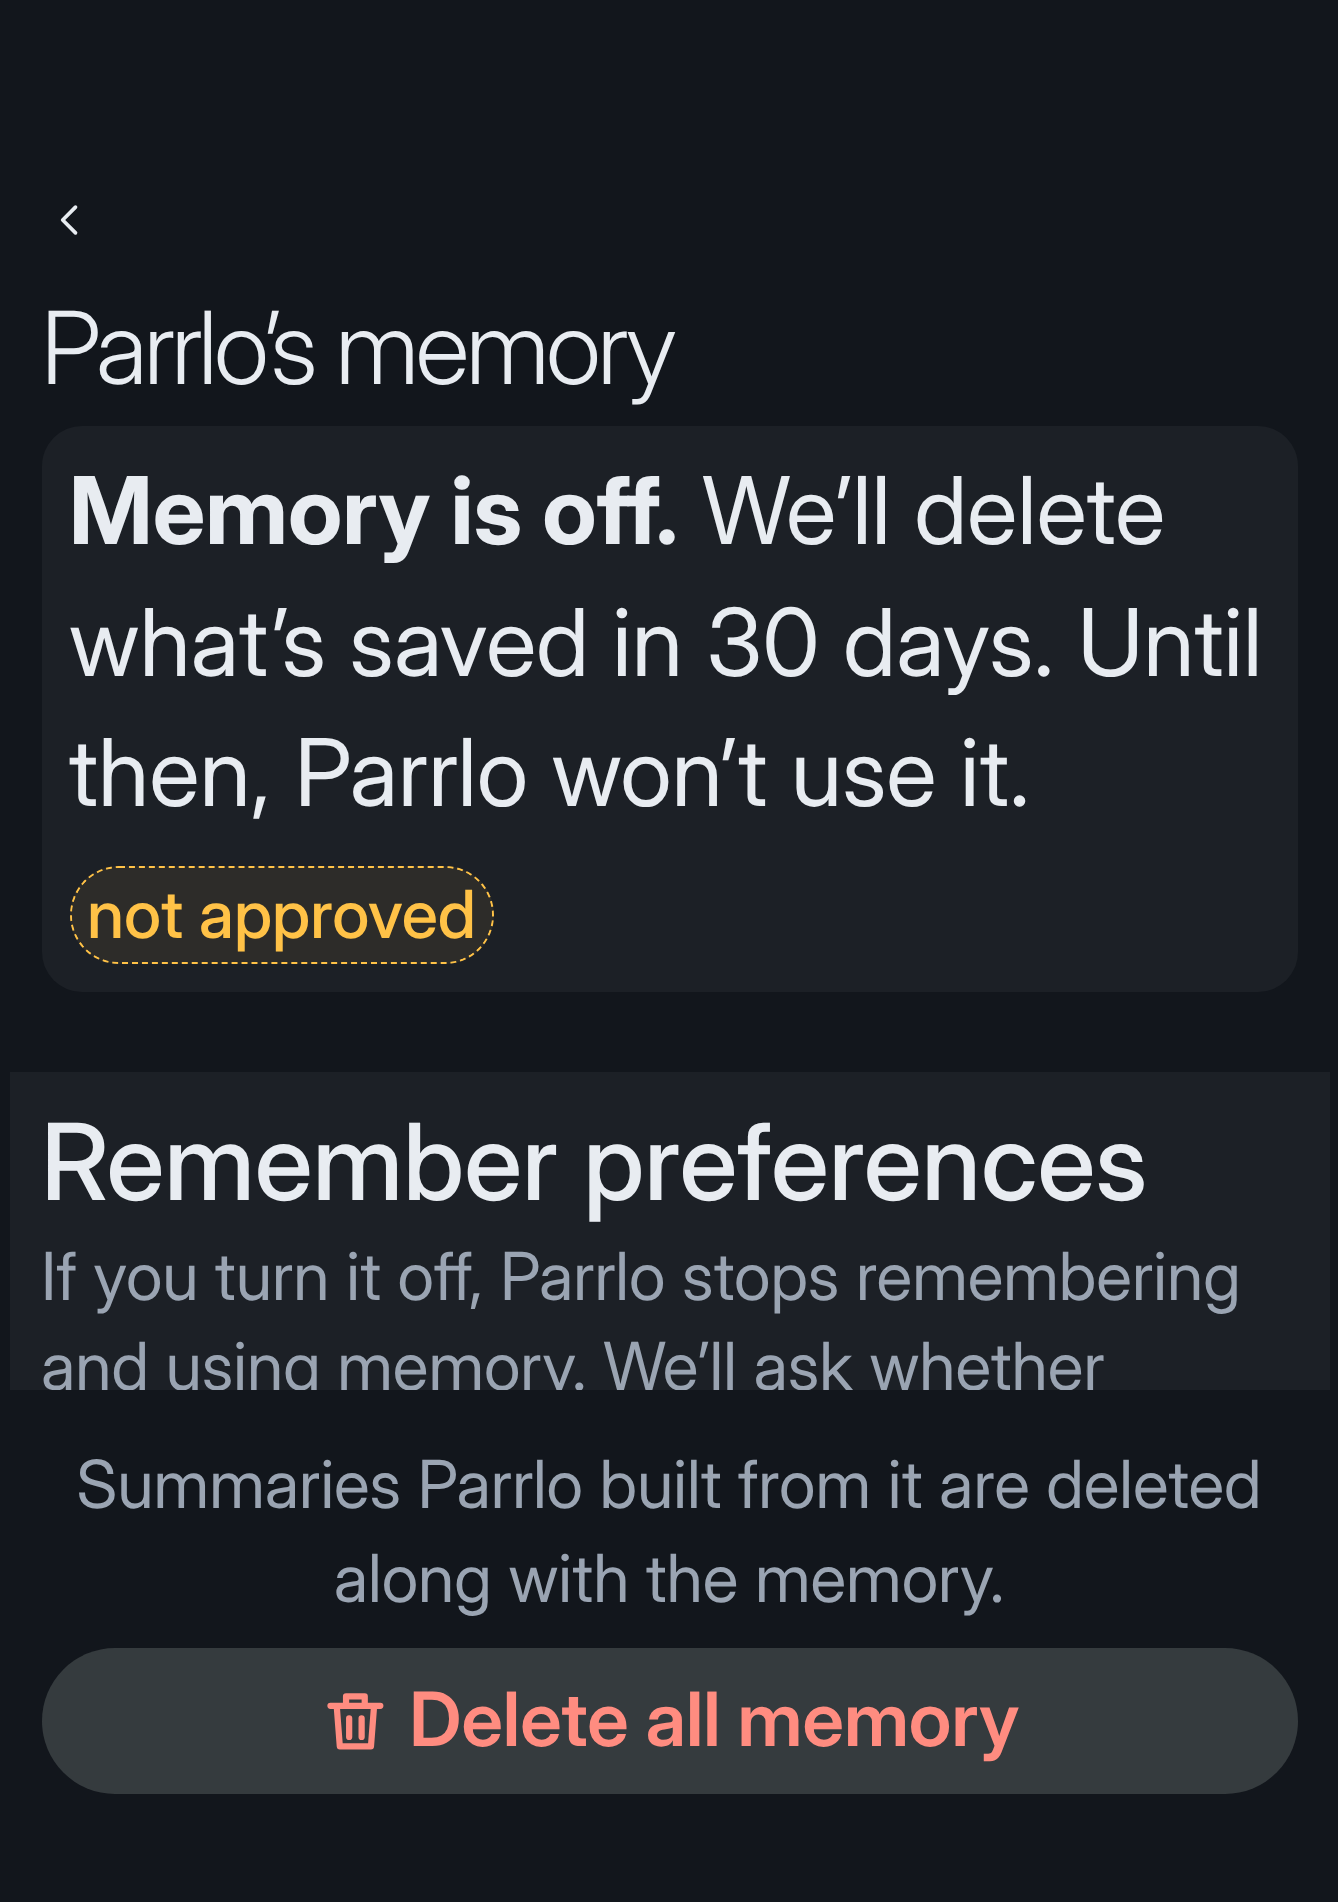 Parrlo’s memory
Memory is off. We’ll delete
what’s saved in 30 days. Until
then, Parrlo won’t use it.
not approved
Remember preferences
If you turn it off, Parrlo stops remembering
and using memory. We’ll ask whether
Summaries Parrlo built from it are deleted
along with the memory.
Delete all memory